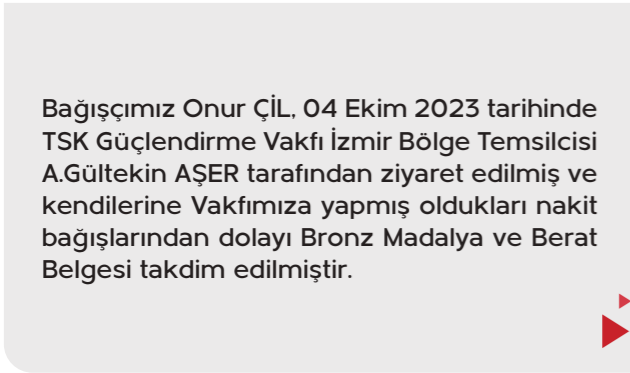 Bağışçımız Onur ÇİL, 04 Ekim 2023 tarihinde
TSK Güçlendirme Vakfı İzmir Bölge Temsilcisi
A.Gültekin AŞER tarafından ziyaret edilmiş ve
kendilerine Vakfımıza yapmış oldukları nakit
bağışlarından dolayı Bronz Madalya ve Berat
Belgesi takdim edilmiştir.